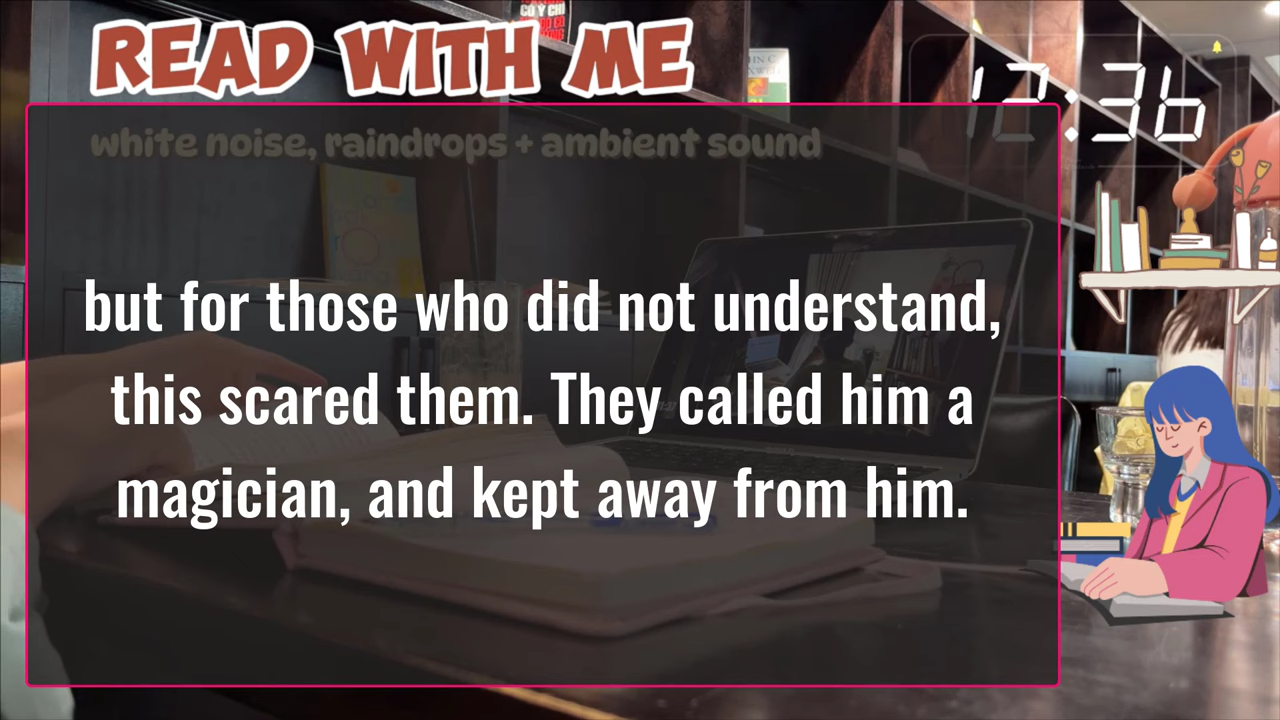 READ WITH ME
12:36
white noise, raindrops + ambient sound
but for those who did not understand,
this scared them. They called him a
magician, and kept away from him.